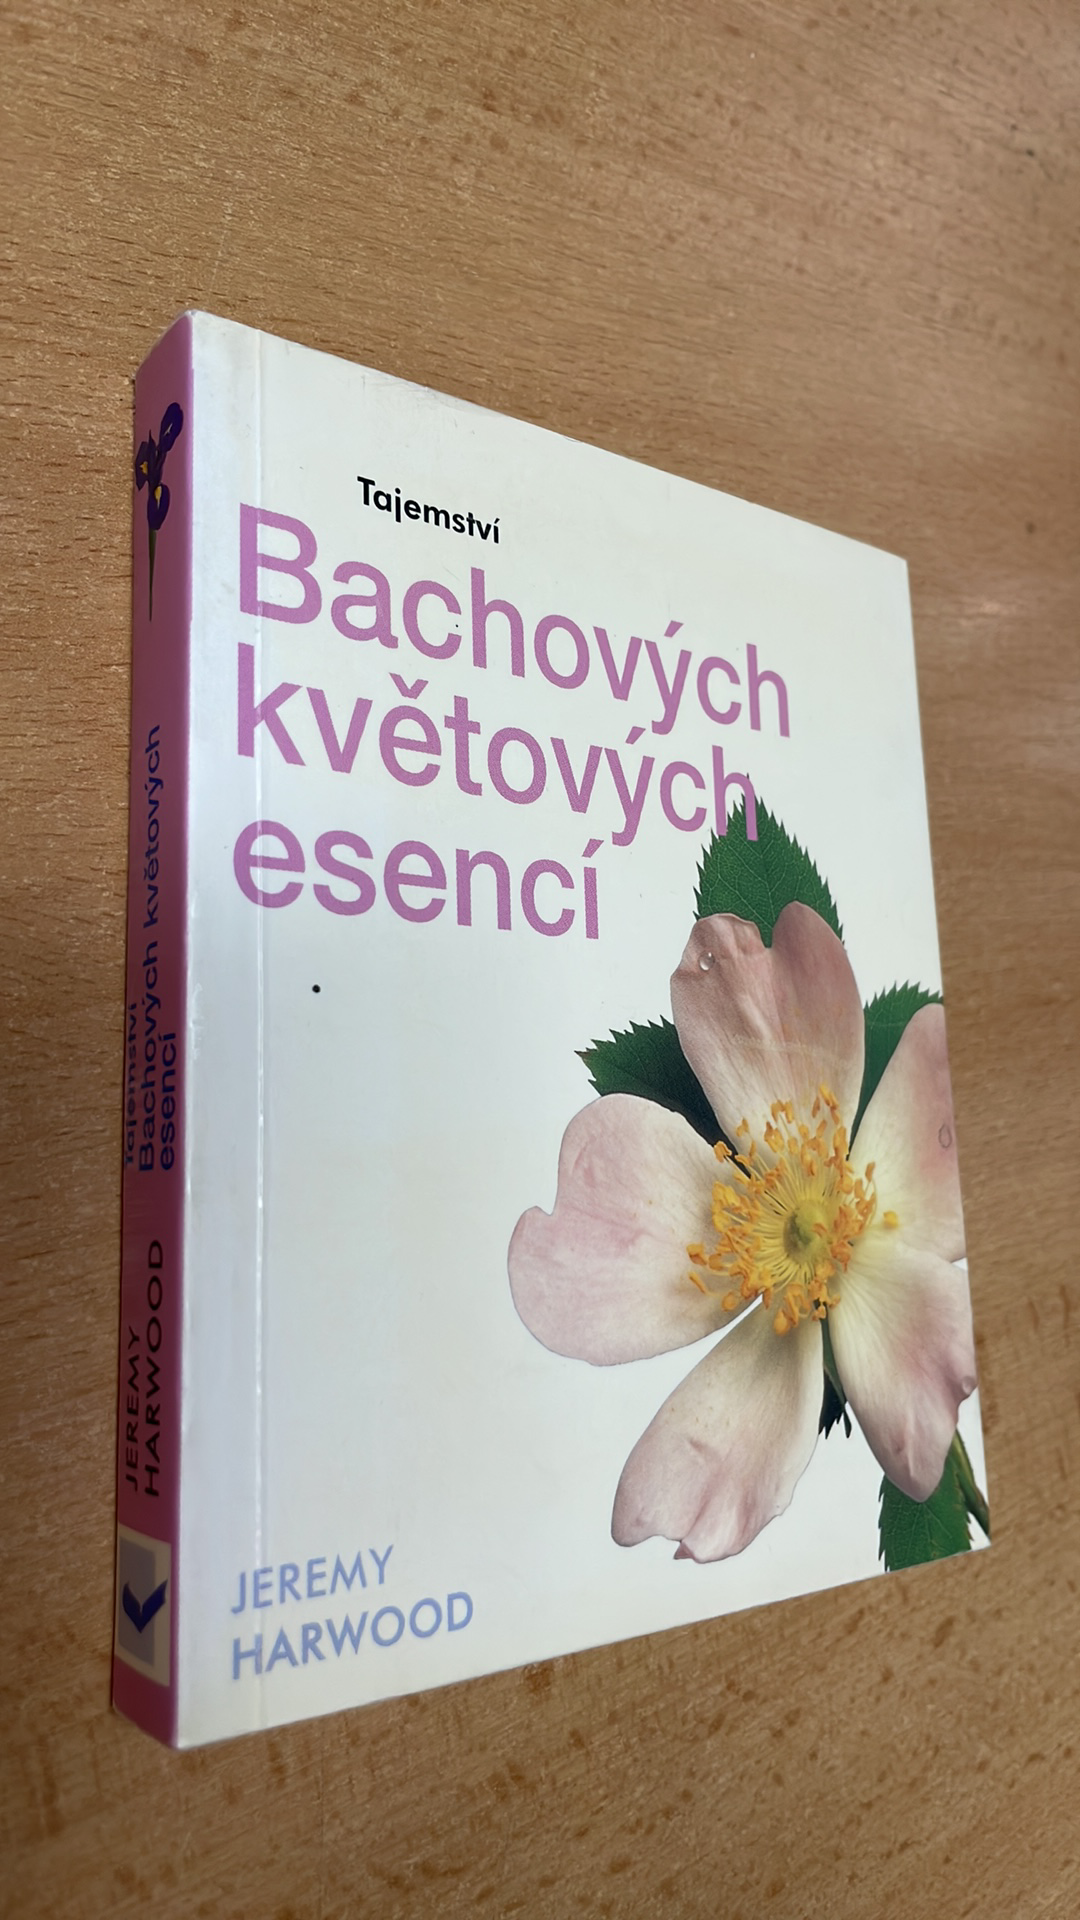 Tajemství
Bachových
květových
esencí
JEREMY
HARWOOD
Tajemství
Bachových květových
esencí
JEREMY
HARWOOD